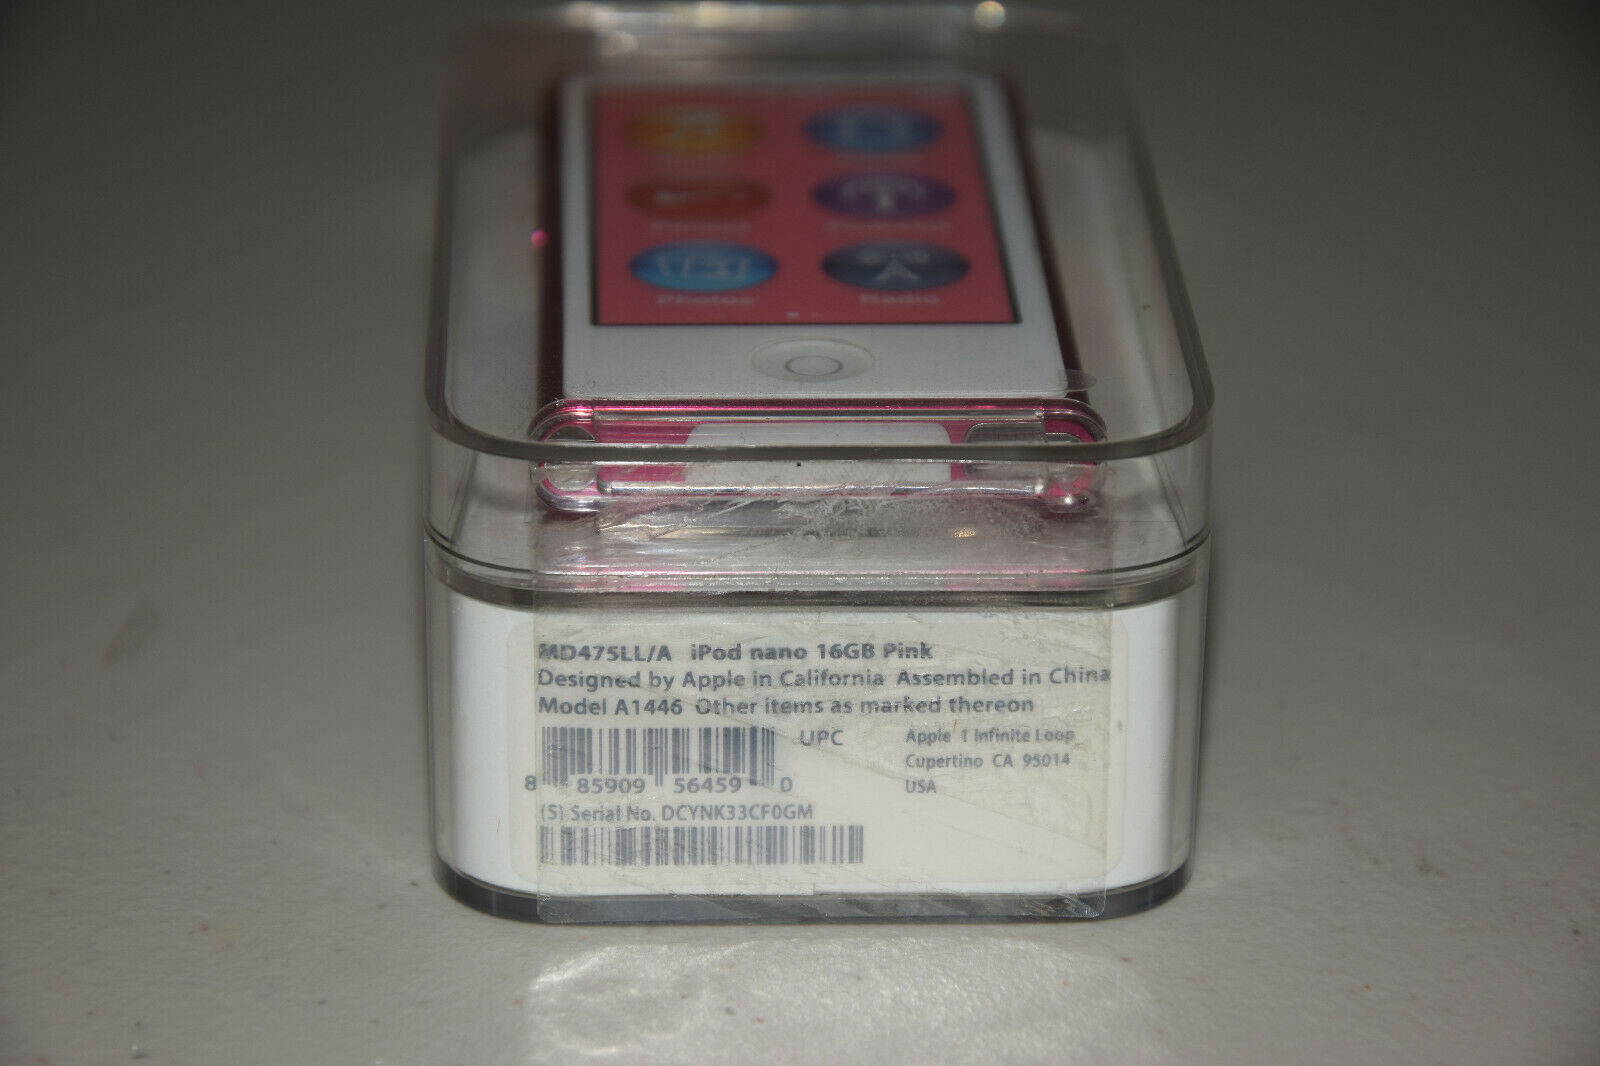 Photos Radio
MD475LL/A iPod nano 16GB Pink
Designed by Apple in California Assembled in China
Model A1446 Other items as marked thereon
UPC
Apple 1 Infinite Loop
Cupertino CA 95014
USA
8 85909 56459 0
(S) Serial No. DCYNK33CF0GM